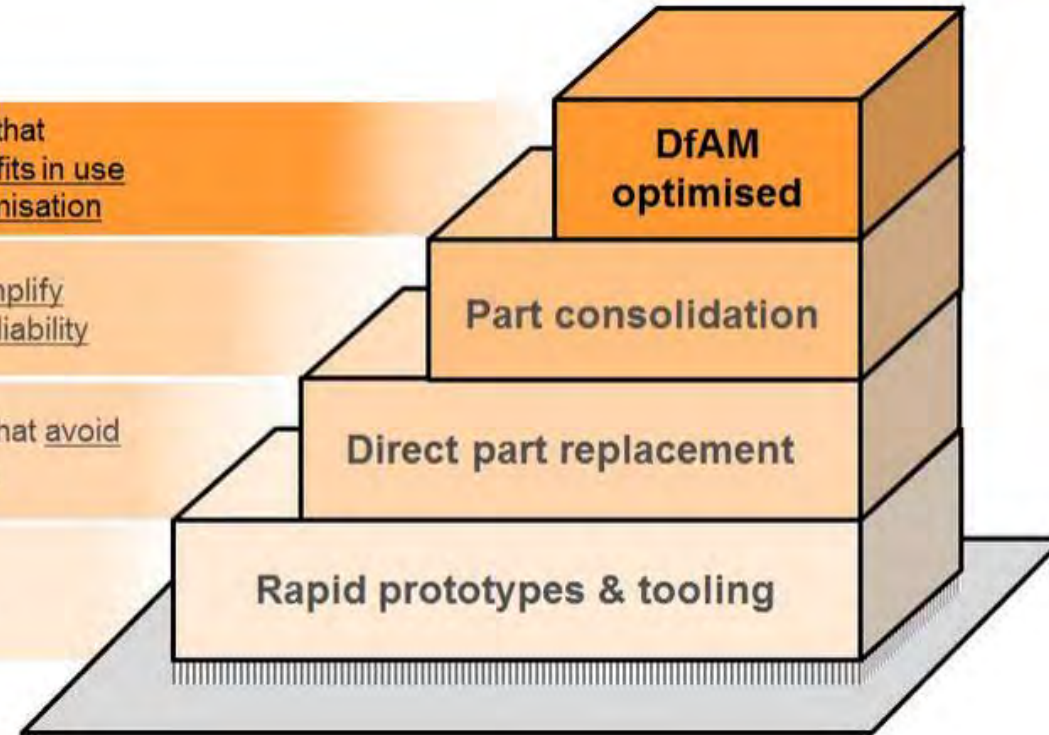 that
fits in use
nisation
DfAM
optimised
nplify
liability
Part consolidation
hat avoid
Direct part replacement
Rapid prototypes & tooling